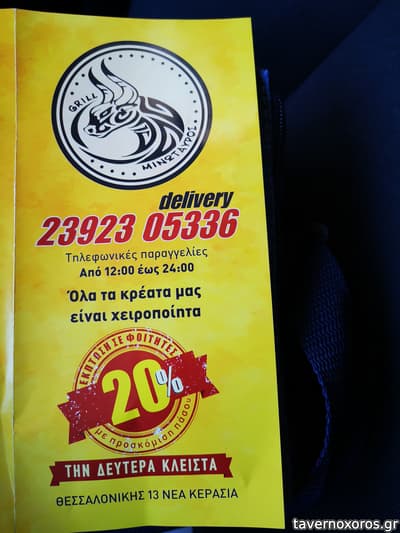 GRILL
ΜΙΝΩΤΑΥΡΟΣ
delivery
23923 05336
Τηλεφωνικές παραγγελίες
Από 12:00 έως 24:00
Όλα τα κρέατα μας
είναι χειροποίητα
ΕΚΠΤΩΣΗ ΣΕ ΦΟΙΤΗΤΕΣ
20%
με προσκόμιση πάσου
ΤΗΝ ΔΕΥΤΕΡΑ ΚΛΕΙΣΤΑ
ΘΕΣΣΑΛΟΝΙΚΗΣ 13 ΝΕΑ ΚΕΡΑΣΙΑ
tavernoxoros.gr